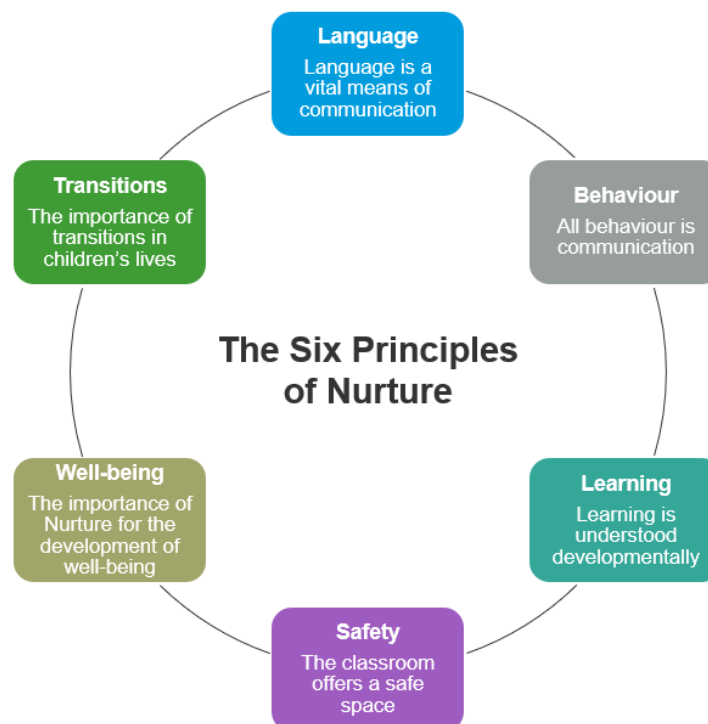 Language
Language is a
vital means of
communication
Transitions
The importance of
transitions in
children's lives
Behaviour
All behaviour is
communication
The Six Principles
of Nurture
Well-being
The importance of
Nurture for the
development of
well-being
Learning
Learning is
understood
developmentally
Safety
The classroom
offers a safe
space